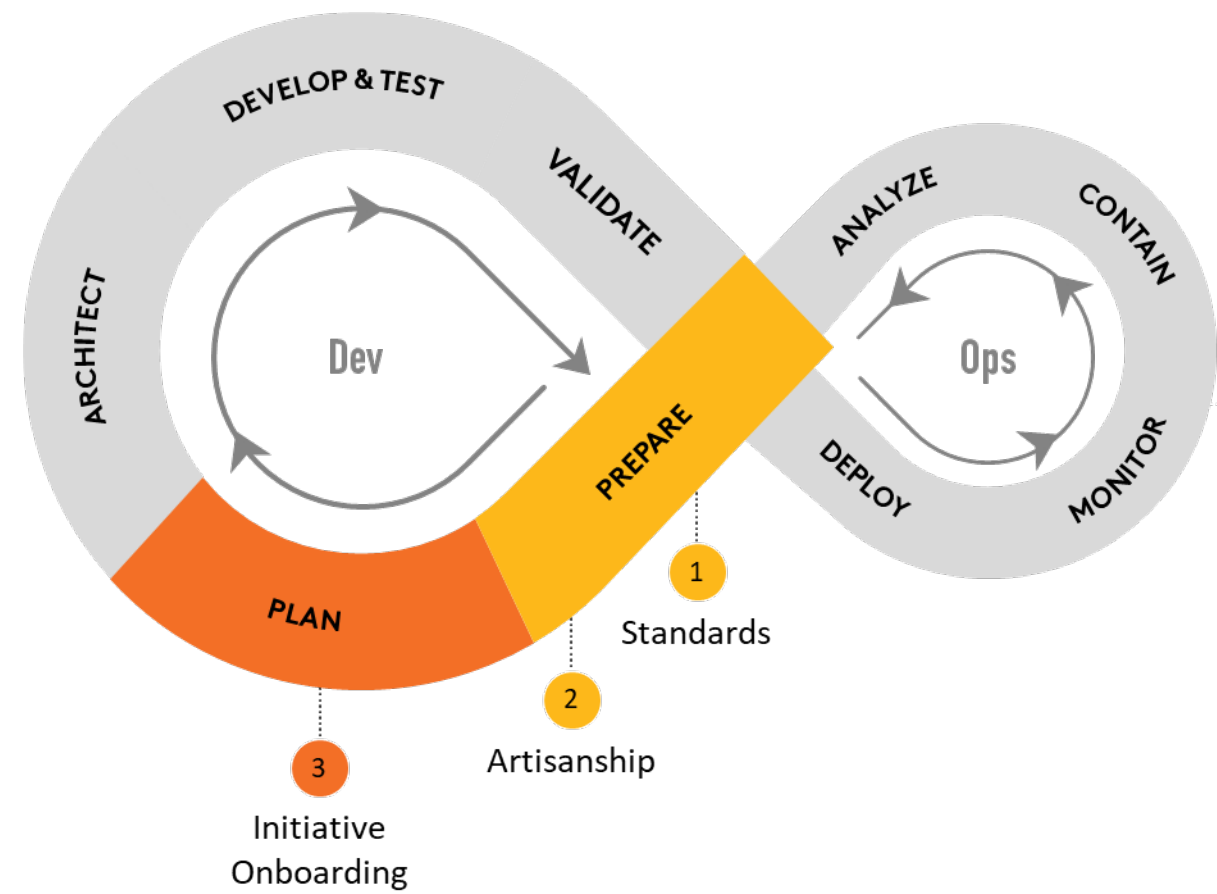 DEVELOP & TEST
VALIDATE
ANALYZE
CONTAIN
ARCHITECT
Dev
Ops
PREPARE
DEPLOY
MONITOR
PLAN
1
Standards
2
Artisanship
3
Initiative
Onboarding